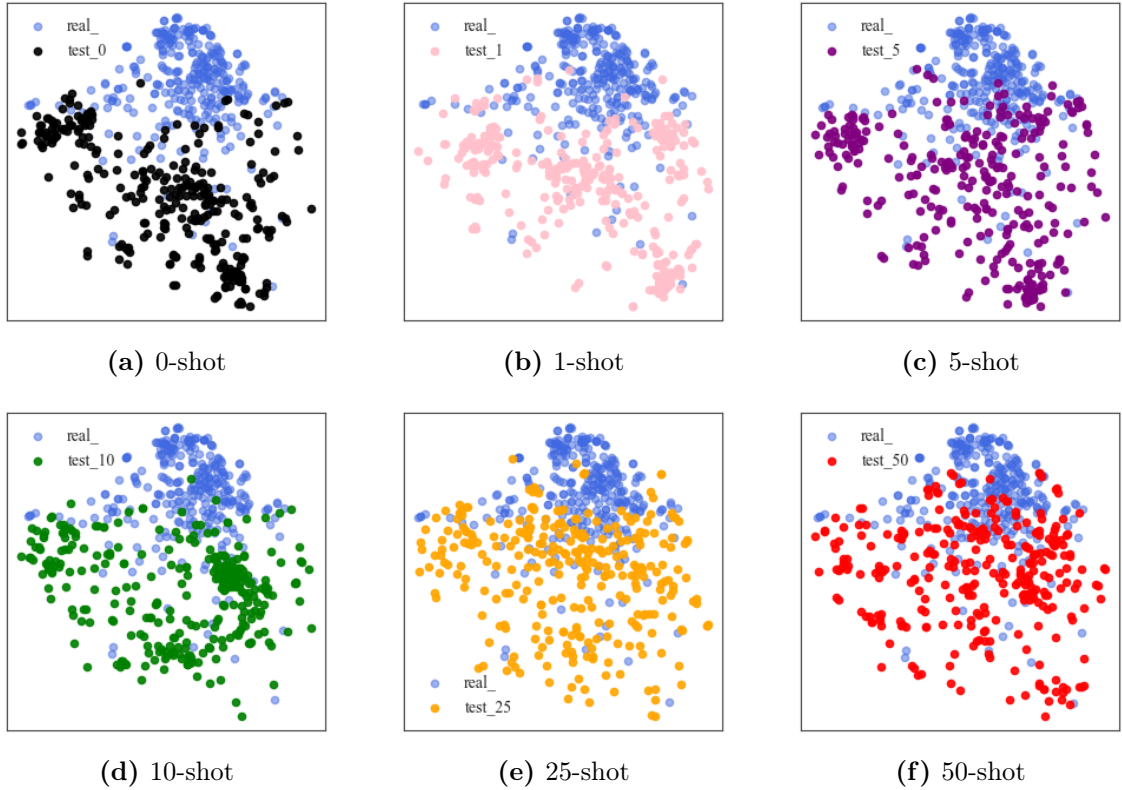 real_
test_0
real_
test_1
real_
test_5
(a) 0-shot
(b) 1-shot
(c) 5-shot
real_
test_10
real_
test_25
real_
test_50
(d) 10-shot
(e) 25-shot
(f) 50-shot